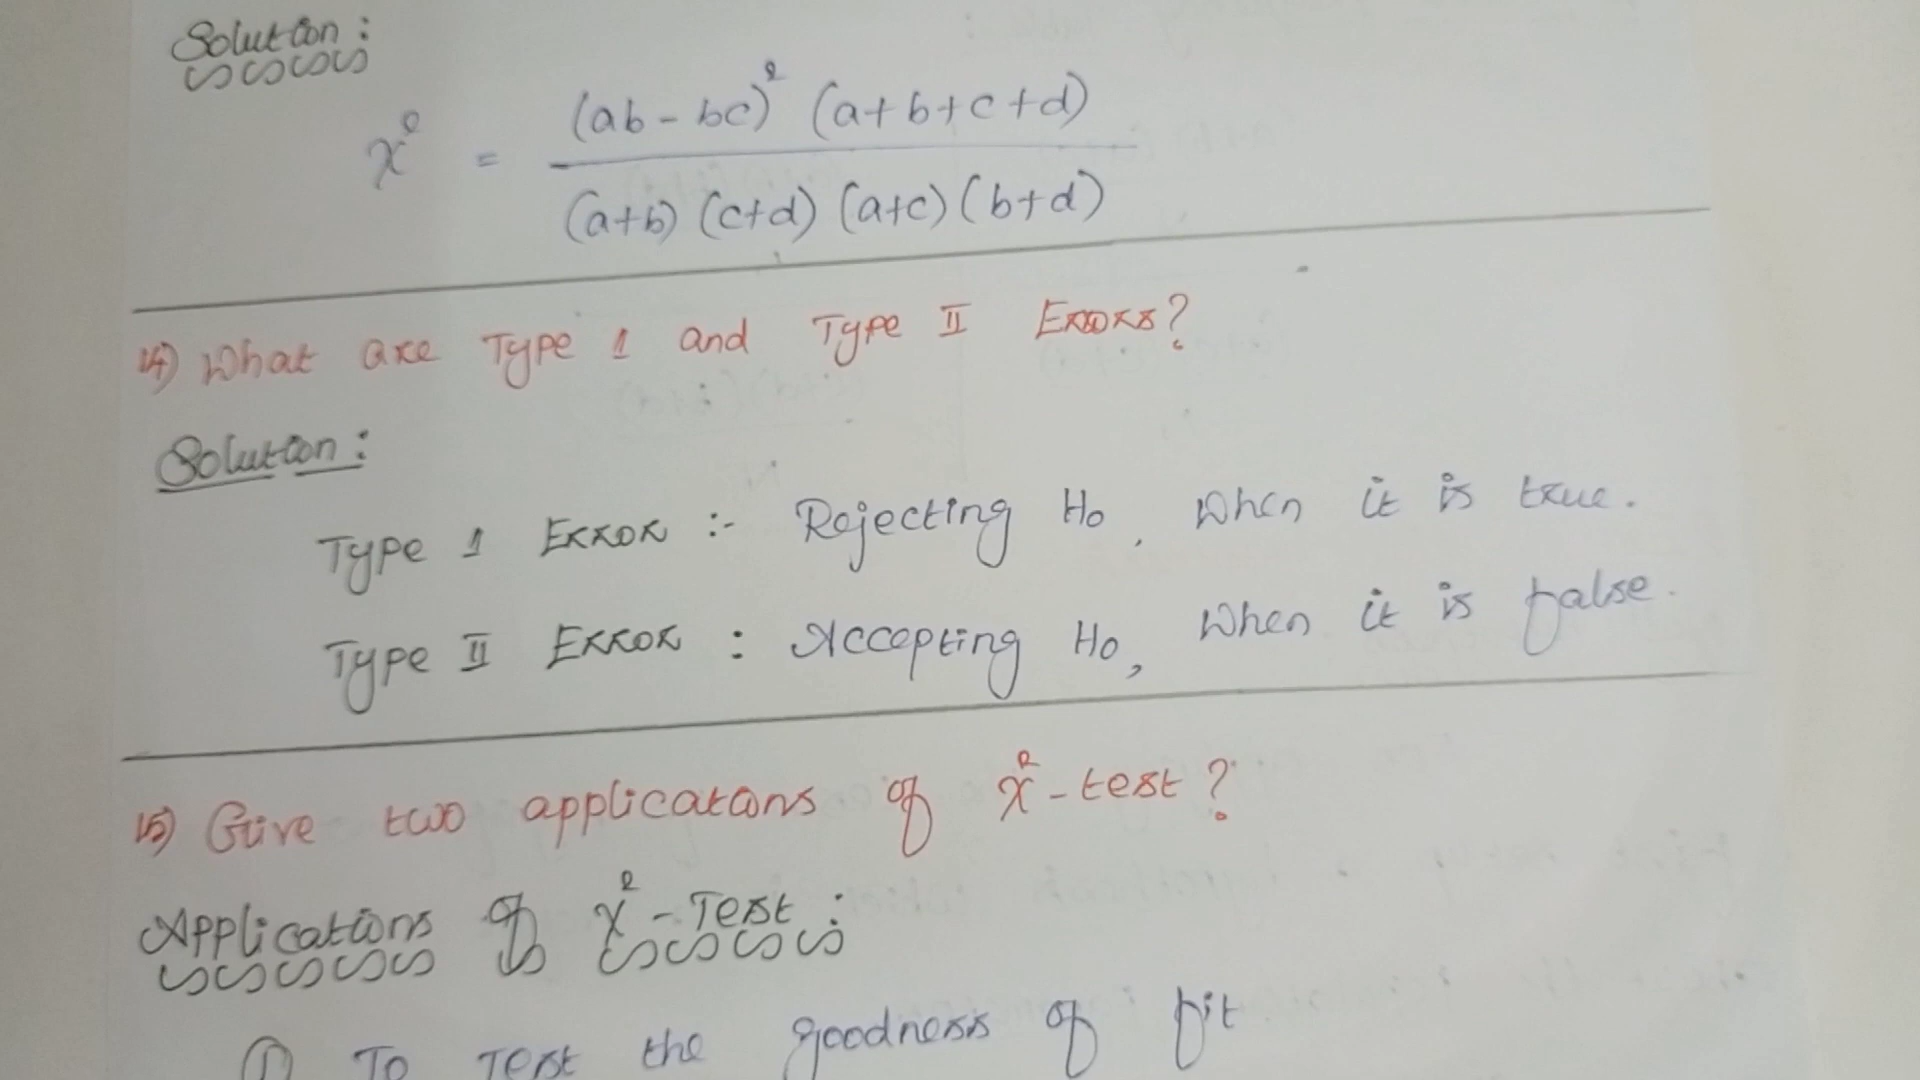 Solution:
χ² = (ab - bc)² (a+b+c+d) / (a+b) (c+d) (a+c) (b+d)
14) What are Type 1 and Type II Errors?
Solution:
Type 1 Error :- Rejecting Ho, When it is true.
Type II Error : Accepting Ho, When it is false.
15) Give two applications of χ² - test?
Applications of χ² - Test:
① To Test the goodness of fit